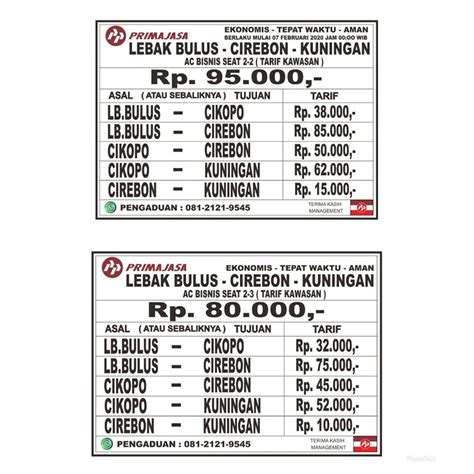 PRIMAJASA
EKONOMIS - TEPAT WAKTU - AMAN
BERLAKU MULAI 07 FEBRUARI 2020 JAM 00:00 WIB
LEBAK BULUS - CIREBON - KUNINGAN
AC BISNIS SEAT 2-2 ( TARIF KAWASAN )
Rp. 95.000,-
ASAL ( ATAU SEBALIKNYA ) TUJUAN TARIF
LB.BULUS – CIKOPO Rp. 38.000,-
LB.BULUS – CIREBON Rp. 85.000,-
CIKOPO – CIREBON Rp. 50.000,-
CIKOPO – KUNINGAN Rp. 62.000,-
CIREBON – KUNINGAN Rp. 15.000,-
PENGADUAN : 081-2121-9545 TERIMA KASIH
MANAGEMENT
PRIMAJASA
EKONOMIS - TEPAT WAKTU - AMAN
LEBAK BULUS - CIREBON - KUNINGAN
AC BISNIS SEAT 2-3 ( TARIF KAWASAN )
Rp. 80.000,-
ASAL (ATAU SEBALIKNYA) TUJUAN TARIF
LB.BULUS – CIKOPO Rp. 32.000,-
LB.BULUS – CIREBON Rp. 75.000,-
CIKOPO – CIREBON Rp. 45.000,-
CIKOPO – KUNINGAN Rp. 52.000,-
CIREBON – KUNINGAN Rp. 10.000,-
PENGADUAN : 081-2121-9545 TERIMA KASIH
MANAGEMENT